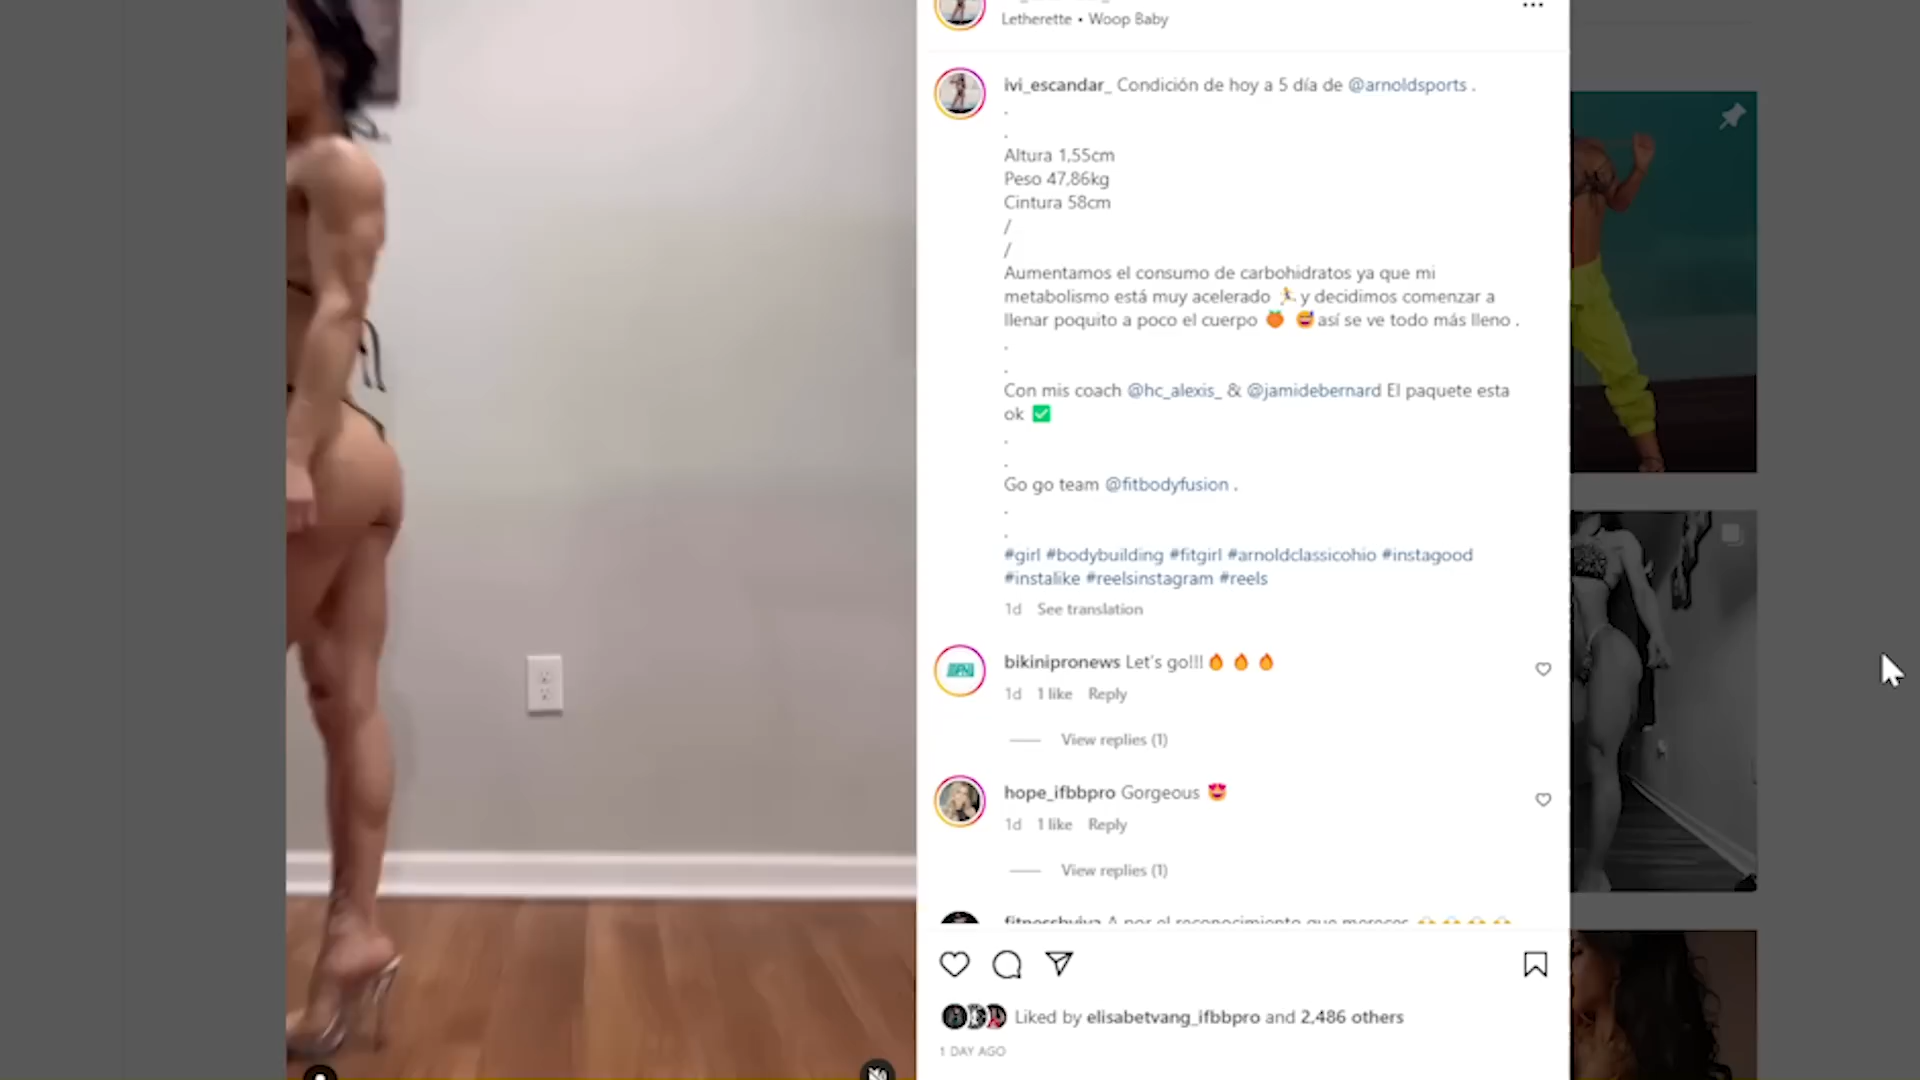 Letherette • Woop Baby
ivi_escandar_ Condición de hoy a 5 día de @arnoldsports .
.
.
Altura 1,55cm
Peso 47,86kg
Cintura 58cm
/
/
Aumentamos el consumo de carbohidratos ya que mi
metabolismo está muy acelerado 🏃 y decidimos comenzar a
llenar poquito a poco el cuerpo 🍑 😅 así se ve todo más lleno .
.
.
Con mis coach @hc_alexis_ & @jamidebernard El paquete esta
ok ✅
.
.
Go go team @fitbodyfusion .
.
.
#girl #bodybuilding #fitgirl #arnoldclassicohio #instagood
#instalike #reelsinstagram #reels
1d See translation
bikinipronews Let's go!!! 🔥 🔥 🔥
1d 1 like Reply
View replies (1)
hope_ifbbpro Gorgeous 😍
1d 1 like Reply
View replies (1)
A por el reconocimiento que mereces
Liked by elisabetvang_ifbbpro and 2,486 others
1 DAY AGO